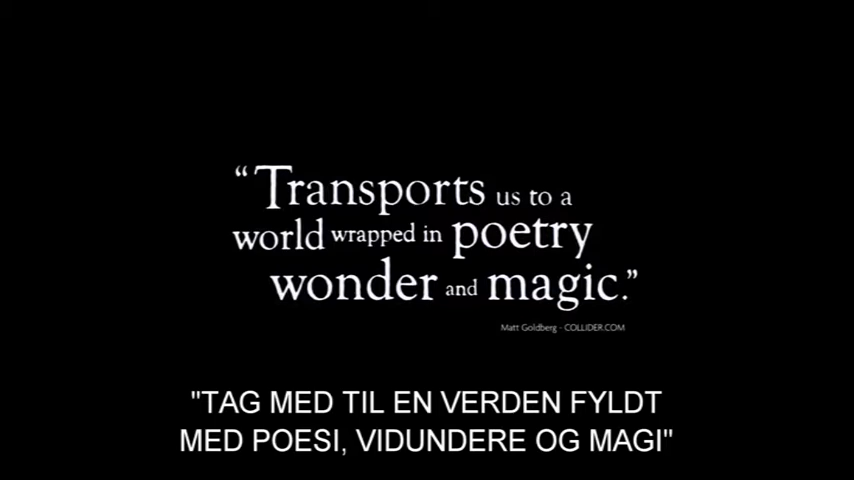 “Transports us to a
world wrapped in poetry
wonder and magic.”
Matt Goldberg - COLLIDER.COM
"TAG MED TIL EN VERDEN FYLDT
MED POESI, VIDUNDERE OG MAGI"